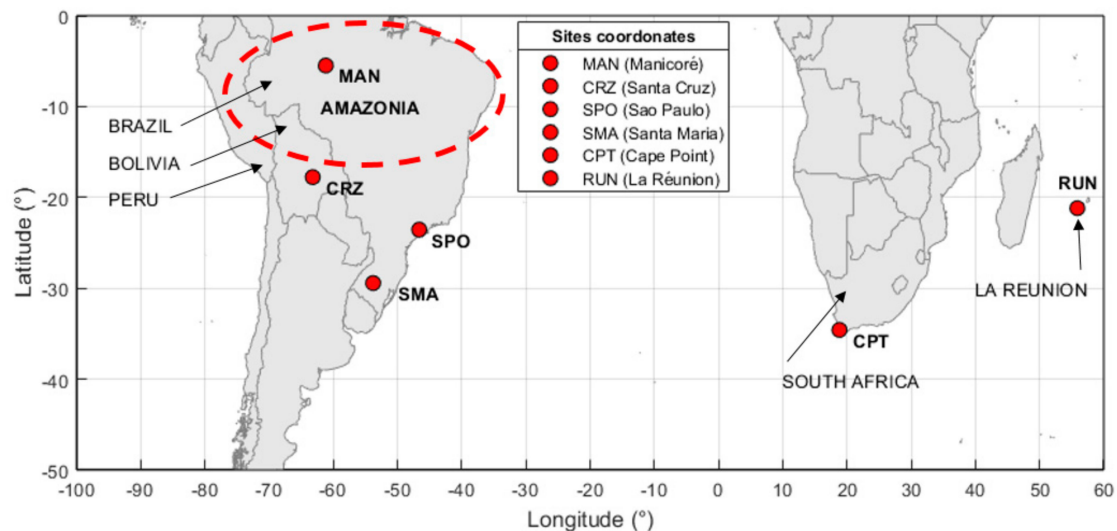 Sites coordonates
MAN (Manicoré)
CRZ (Santa Cruz)
SPO (Sao Paulo)
SMA (Santa Maria)
CPT (Cape Point)
RUN (La Réunion)
MAN
AMAZONIA
BRAZIL
BOLIVIA
PERU
CRZ
SPO
SMA
RUN
LA REUNION
CPT
SOUTH AFRICA
0
-10
-20
-30
-40
-50
Latitude (°)
-100 -90 -80 -70 -60 -50 -40 -30 -20 -10 0 10 20 30 40 50 60
Longitude (°)